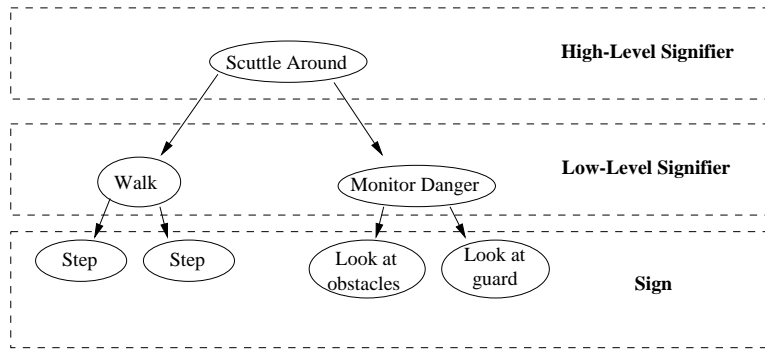 High-Level Signifier
Scuttle Around
Low-Level Signifier
Walk
Monitor Danger
Step
Step
Look at
obstacles
Look at
guard
Sign